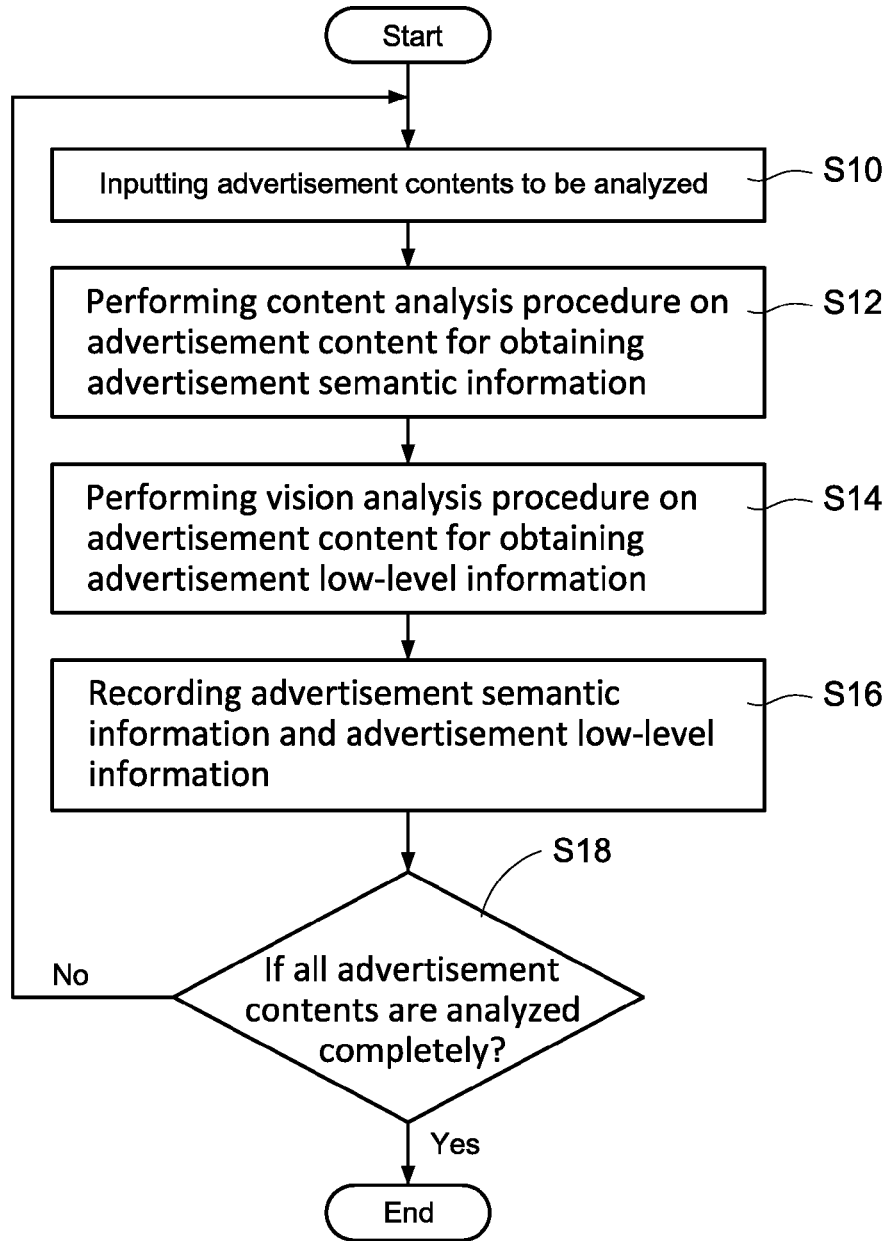 Start
Inputting advertisement contents to be analyzed
S10
Performing content analysis procedure on
advertisement content for obtaining
advertisement semantic information
S12
Performing vision analysis procedure on
advertisement content for obtaining
advertisement low-level information
S14
Recording advertisement semantic
information and advertisement low-level
information
S16
S18
If all advertisement
contents are analyzed
completely?
No
Yes
End